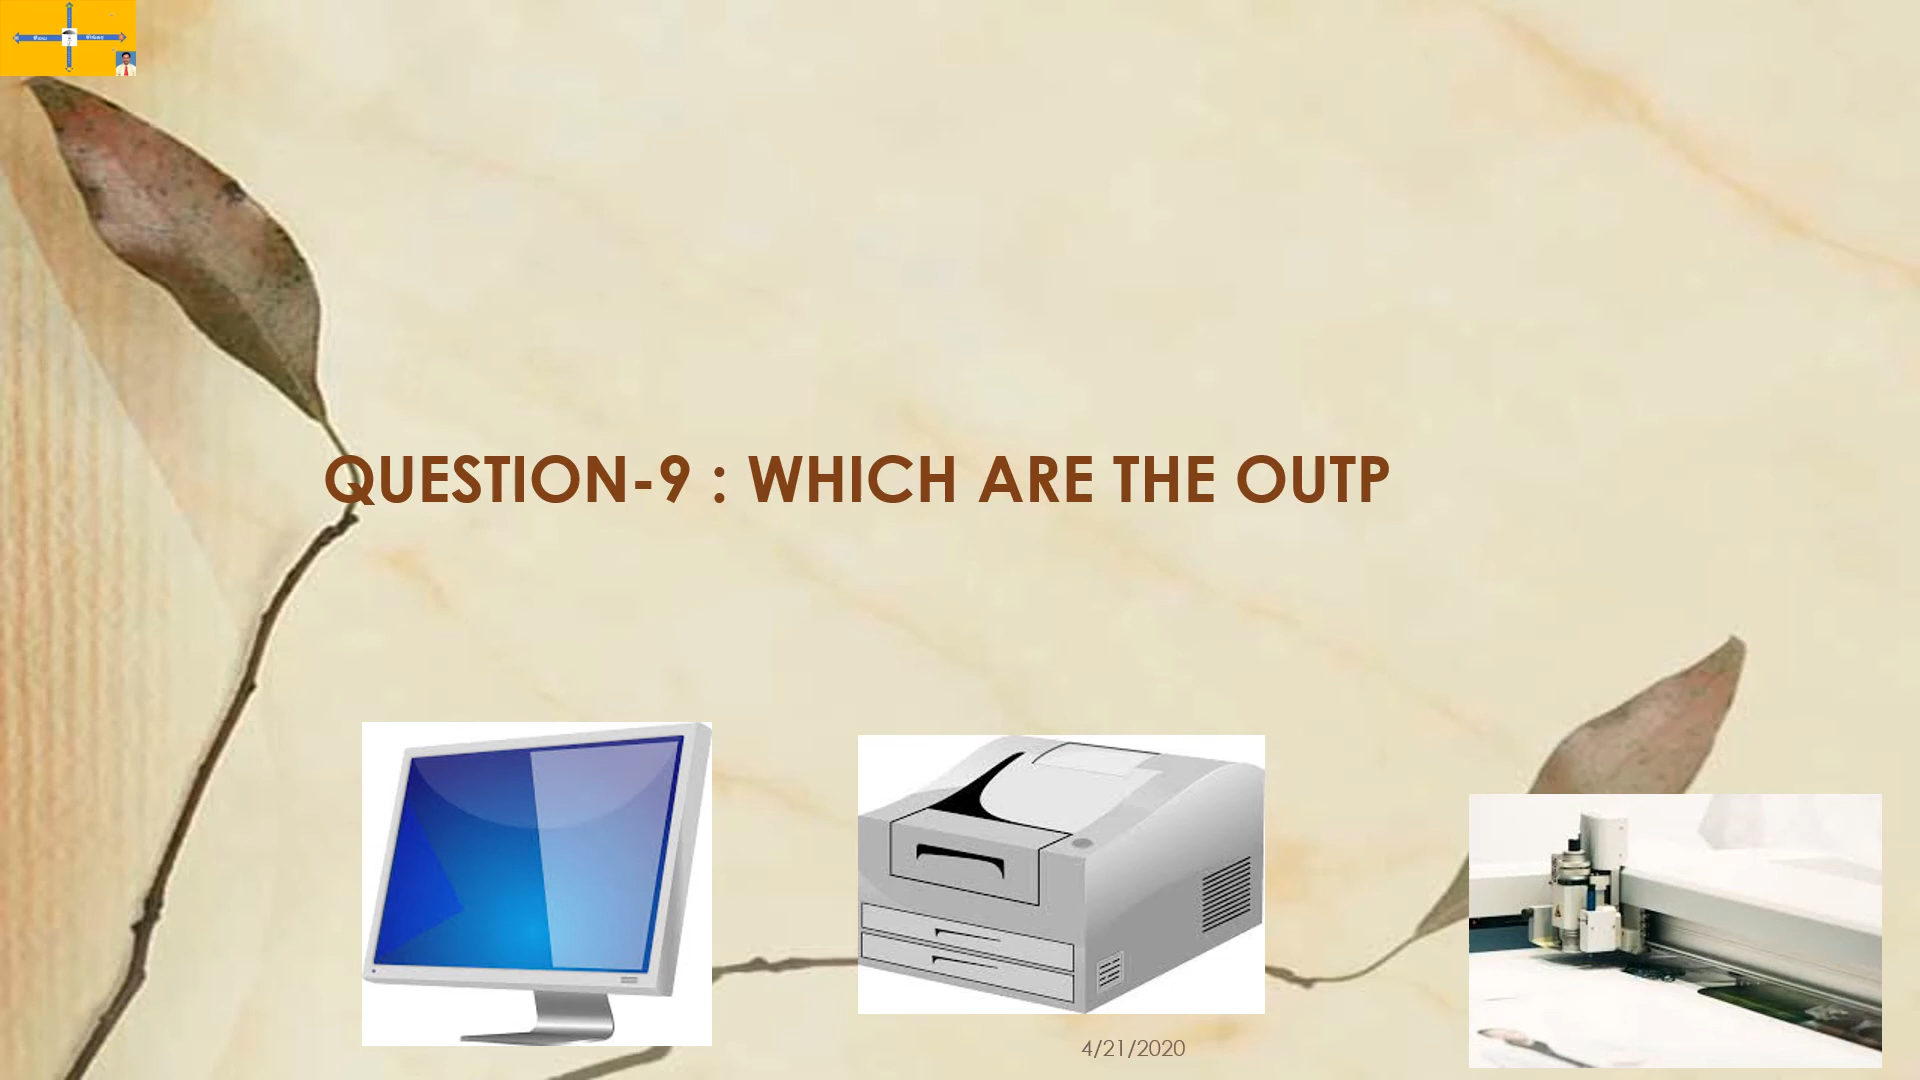 QUESTION-9 : WHICH ARE THE OUTP
4/21/2020